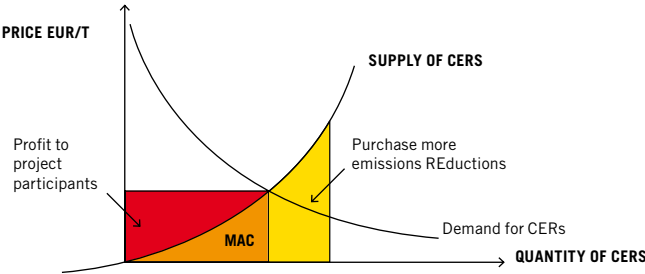 PRICE EUR/T
SUPPLY OF CERS
Profit to
project
participants
Purchase more
emissions REductions
MAC
Demand for CERs
QUANTITY OF CERS